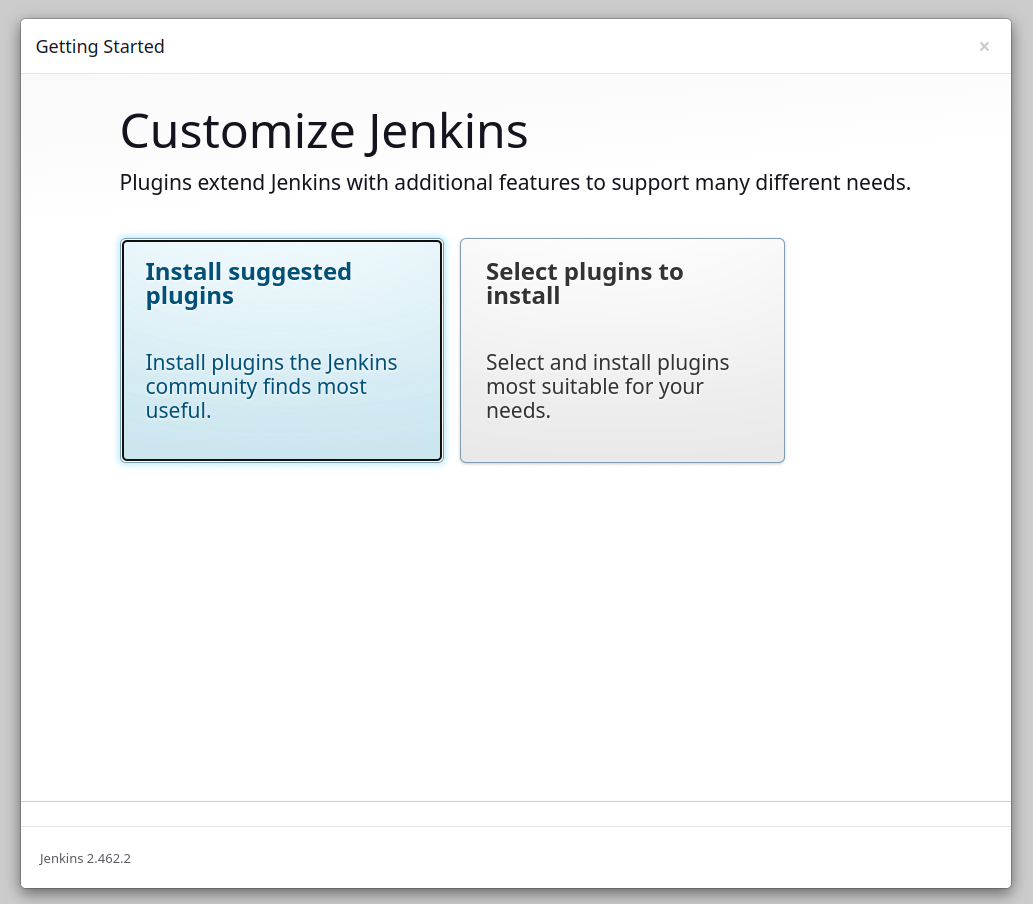 Getting Started
×
Customize Jenkins
Plugins extend Jenkins with additional features to support many different needs.
Install suggested
plugins
Install plugins the Jenkins
community finds most
useful.
Select plugins to
install
Select and install plugins
most suitable for your
needs.
Jenkins 2.462.2